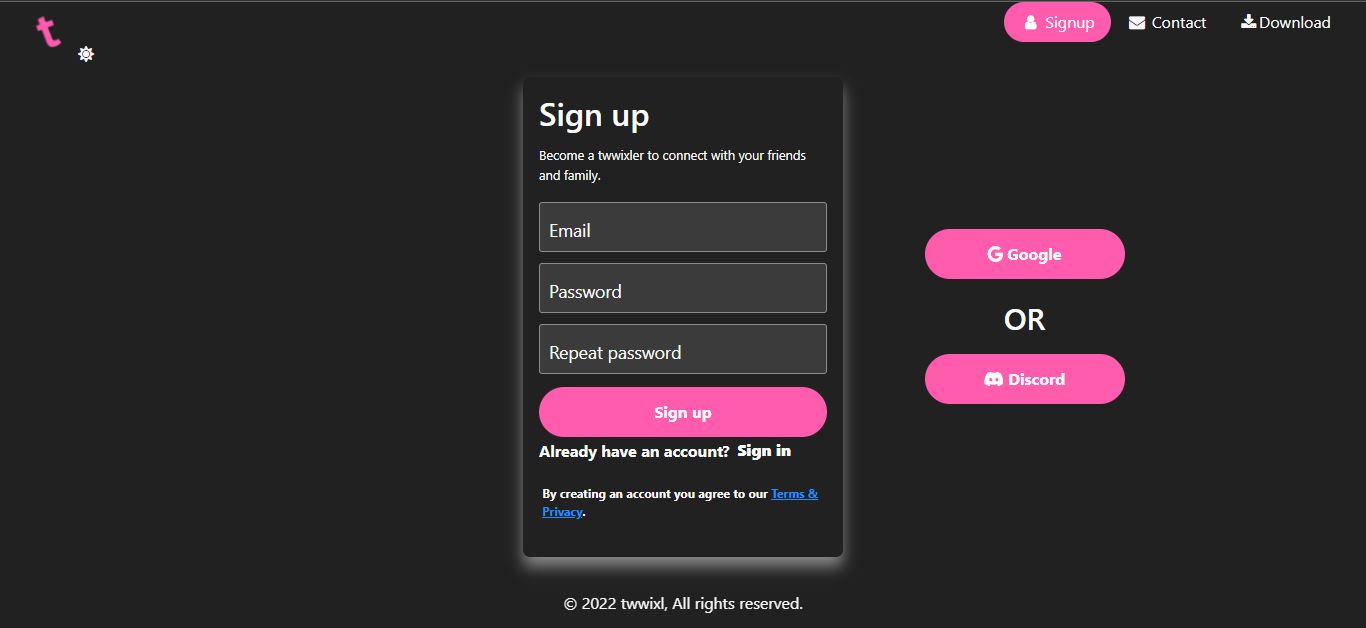 t
Signup
Contact
Download
Sign up
Become a twwixler to connect with your friends
and family.
Email
Password
Repeat password
Sign up
Already have an account? Sign in
By creating an account you agree to our Terms &
Privacy.
Google
OR
Discord
© 2022 twwixl, All rights reserved.